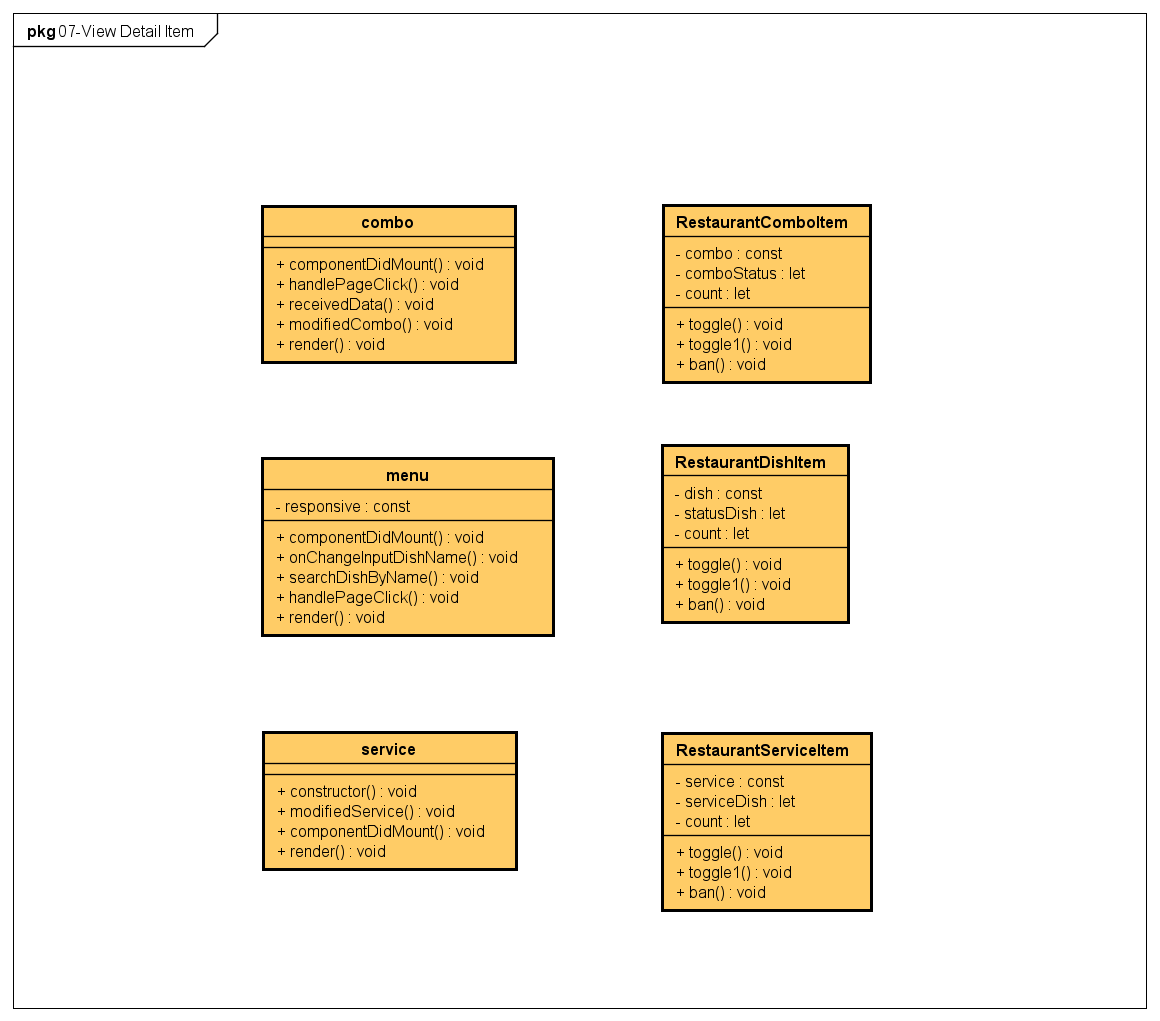 pkg 07-View Detail Item
combo
+ componentDidMount() : void
+ handlePageClick() : void
+ receivedData() : void
+ modifiedCombo() : void
+ render() : void
RestaurantComboItem
- combo : const
- comboStatus : let
- count : let
+ toggle() : void
+ toggle1() : void
+ ban() : void
menu
- responsive : const
+ componentDidMount() : void
+ onChangeInputDishName() : void
+ searchDishByName() : void
+ handlePageClick() : void
+ render() : void
RestaurantDishItem
- dish : const
- statusDish : let
- count : let
+ toggle() : void
+ toggle1() : void
+ ban() : void
service
+ constructor() : void
+ modifiedService() : void
+ componentDidMount() : void
+ render() : void
RestaurantServiceItem
- service : const
- serviceDish : let
- count : let
+ toggle() : void
+ toggle1() : void
+ ban() : void